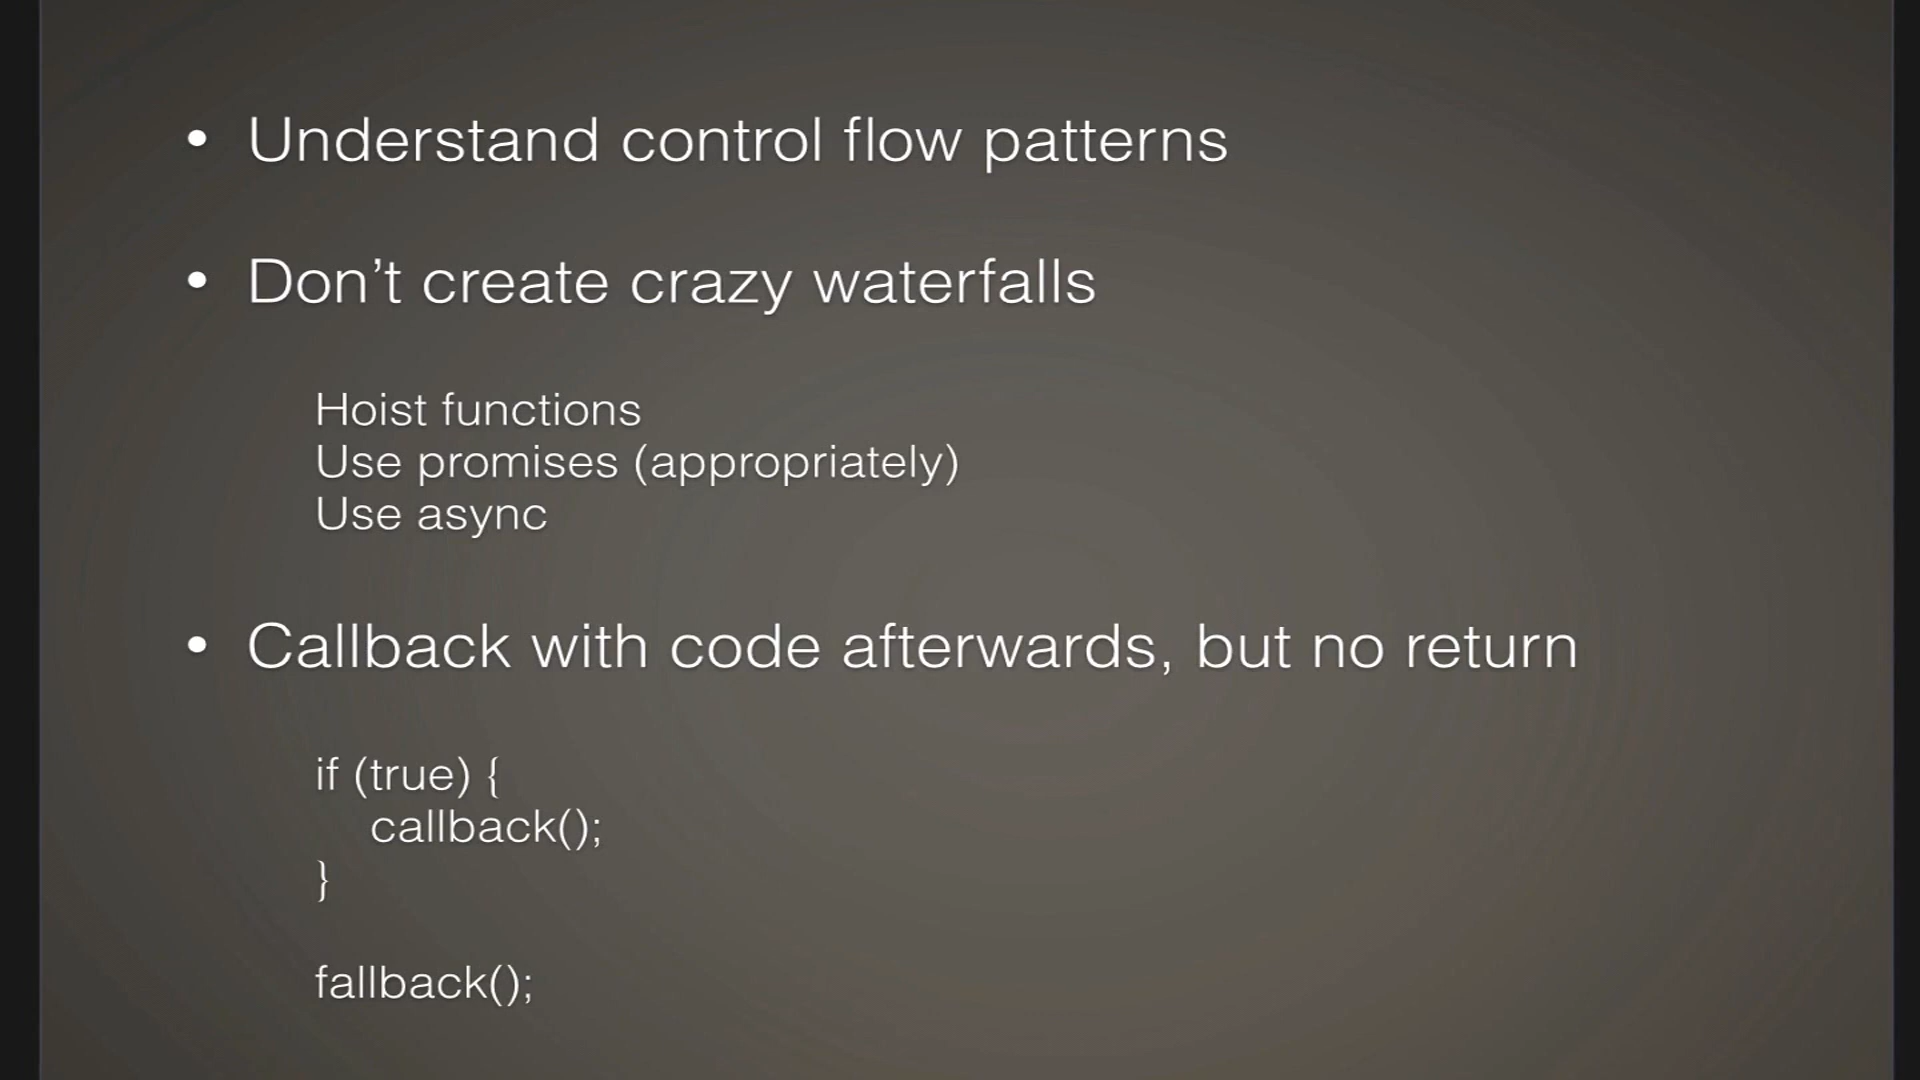 • Understand control flow patterns
• Don’t create crazy waterfalls
Hoist functions
Use promises (appropriately)
Use async
• Callback with code afterwards, but no return
if (true) {
callback();
}
fallback();